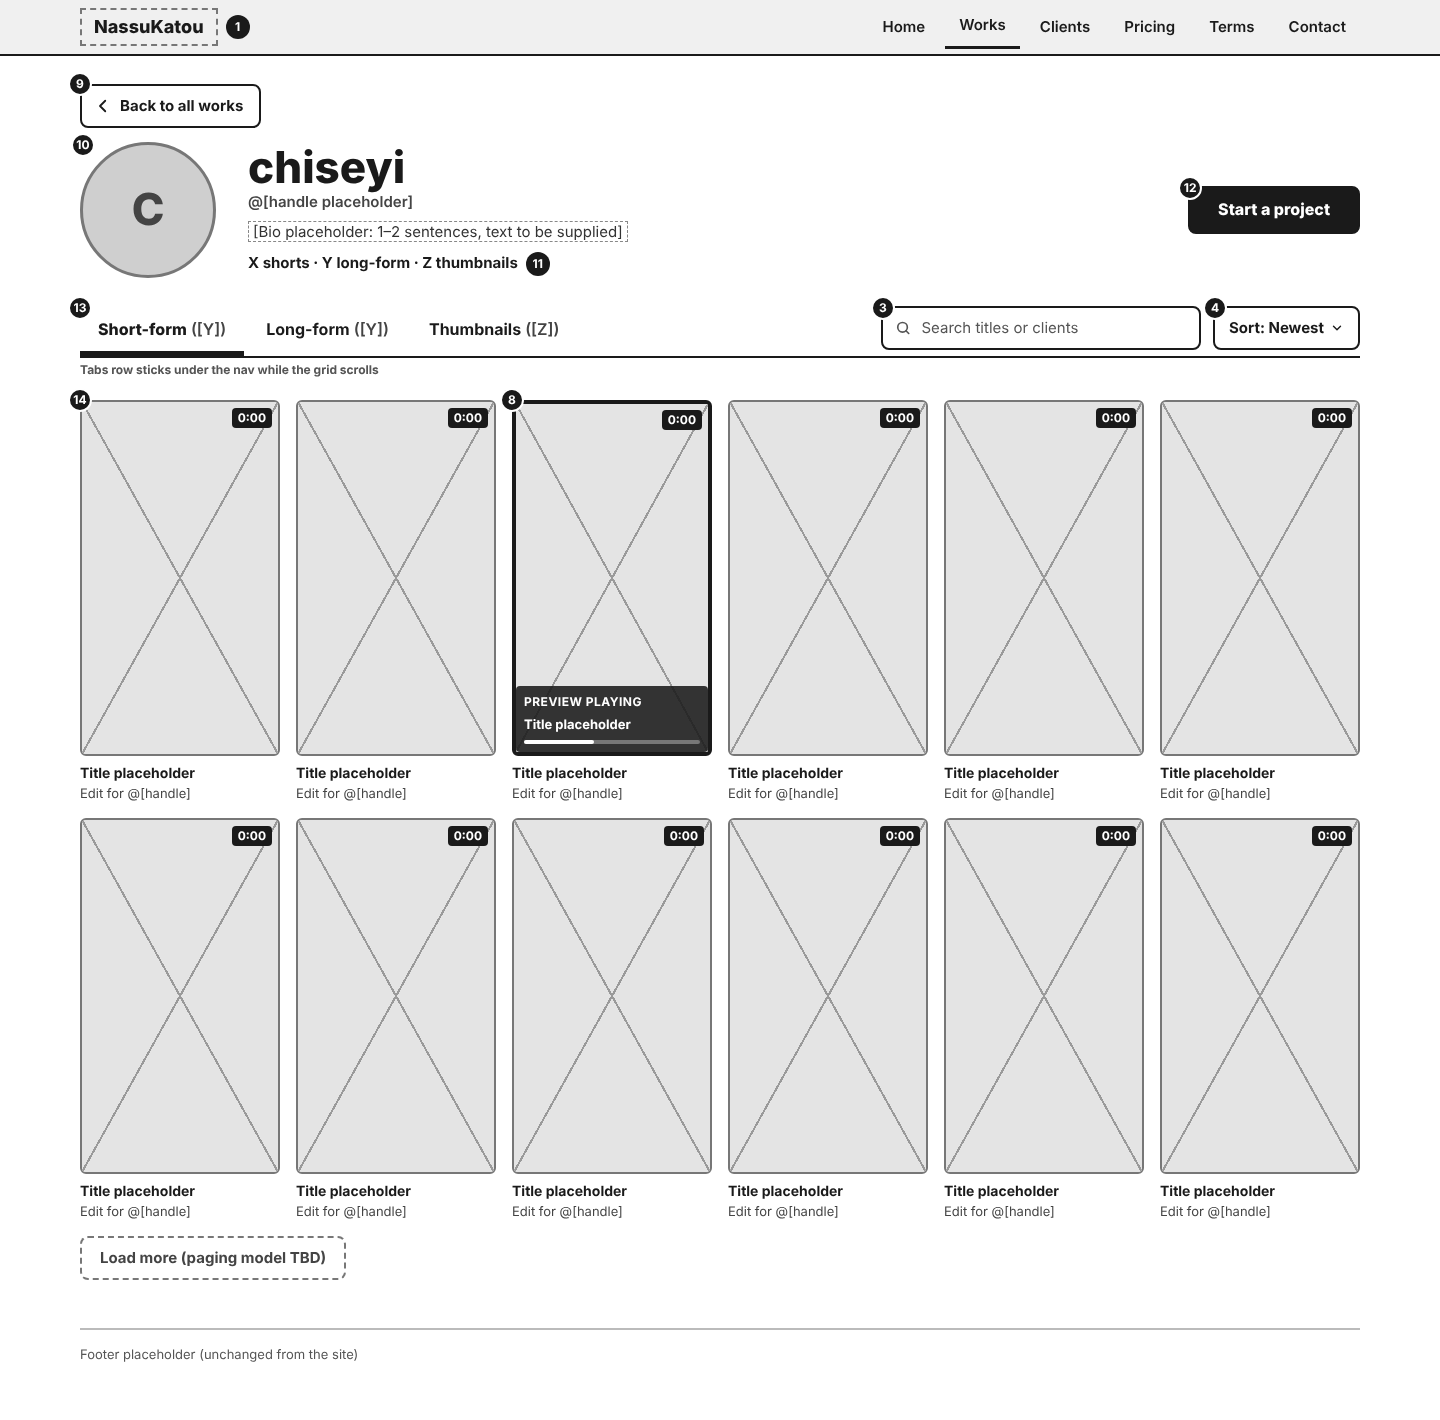 NassuKatou 1 Home Works Clients Pricing Terms Contact
9
Back to all works
10
C
chiseyi
@[handle placeholder]
[Bio placeholder: 1–2 sentences, text to be supplied]
X shorts · Y long-form · Z thumbnails 11
12
Start a project
13
Short-form ([Y]) Long-form ([Y]) Thumbnails ([Z])
3
Search titles or clients
4
Sort: Newest
Tabs row sticks under the nav while the grid scrolls
14 8
0:00 0:00 0:00 0:00 0:00 0:00
PREVIEW PLAYING
Title placeholder
Title placeholder Title placeholder Title placeholder Title placeholder Title placeholder Title placeholder
Edit for @[handle] Edit for @[handle] Edit for @[handle] Edit for @[handle] Edit for @[handle] Edit for @[handle]
0:00 0:00 0:00 0:00 0:00 0:00
Title placeholder Title placeholder Title placeholder Title placeholder Title placeholder Title placeholder
Edit for @[handle] Edit for @[handle] Edit for @[handle] Edit for @[handle] Edit for @[handle] Edit for @[handle]
Load more (paging model TBD)
Footer placeholder (unchanged from the site)